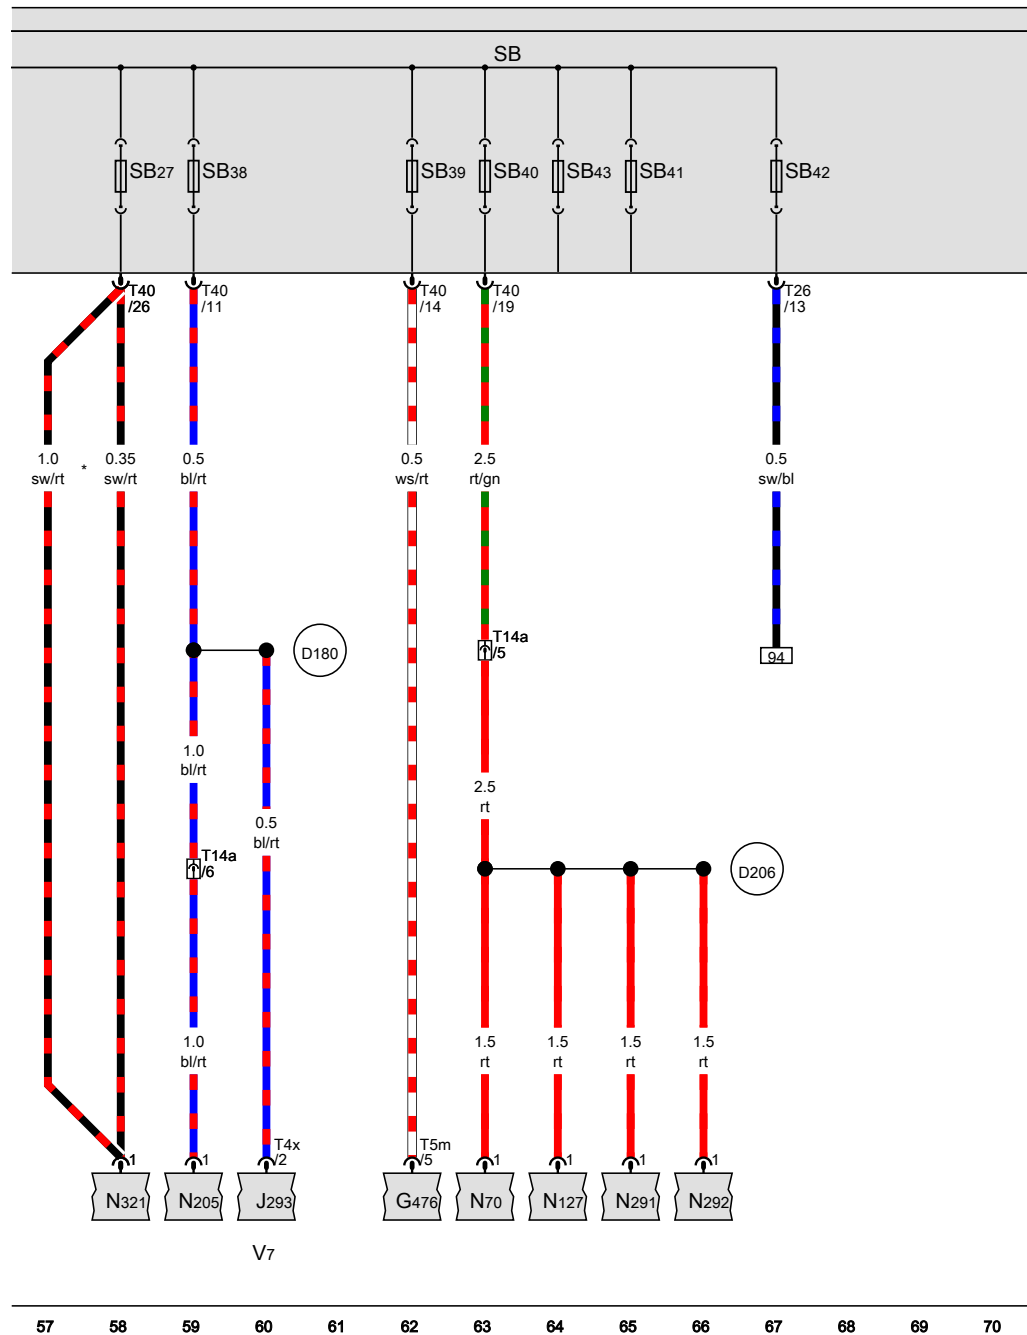 SB
SB27 SB38 SB39 SB40 SB43 SB41 SB42
T40 T40 T40 T40 T26
/26 /11 /14 /19 /13
1.0 * 0.35 0.5 0.5 2.5 0.5
sw/rt sw/rt bl/rt ws/rt rt/gn sw/bl
T14a
/5
D180
94
1.0
bl/rt
2.5
rt
0.5
bl/rt
T14a
/6
D206
1.0 1.5 1.5 1.5 1.5
bl/rt rt rt rt rt
T4x T5m
1 1 /2 /5 1 1 1 1
N321 N205 J293 G476 N70 N127 N291 N292
V7
57 58 59 60 61 62 63 64 65 66 67 68 69 70